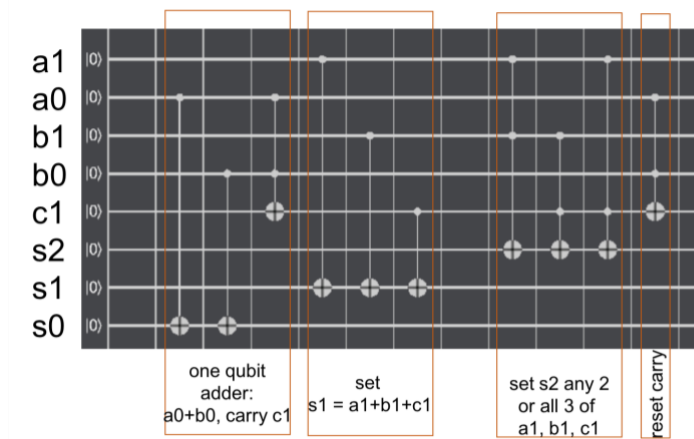 a1 |0⟩
a0 |0⟩
b1 |0⟩
b0 |0⟩
c1 |0⟩
s2 |0⟩
s1 |0⟩
s0 |0⟩
one qubit
adder:
a0+b0, carry c1
set
s1 = a1+b1+c1
set s2 any 2
or all 3 of
a1, b1, c1
reset carry